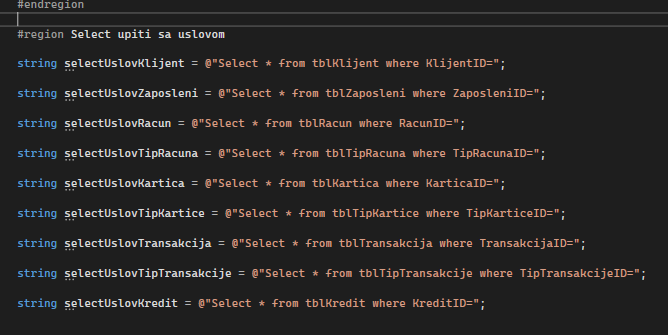 #endregion
#region Select upiti sa uslovom
string selectUslovKlijent = @"Select * from tblKlijent where KlijentID=";
string selectUslovZaposleni = @"Select * from tblZaposleni where ZaposleniID=";
string selectUslovRacun = @"Select * from tblRacun where RacunID=";
string selectUslovTipRacuna = @"Select * from tblTipRacuna where TipRacunaID=";
string selectUslovKartica = @"Select * from tblKartica where KarticaID=";
string selectUslovTipKartice = @"Select * from tblTipKartice where TipKarticeID=";
string selectUslovTransakcija = @"Select * from tblTransakcija where TransakcijaID=";
string selectUslovTipTransakcije = @"Select * from tblTipTransakcije where TipTransakcijeID=";
string selectUslovKredit = @"Select * from tblKredit where KreditID=";